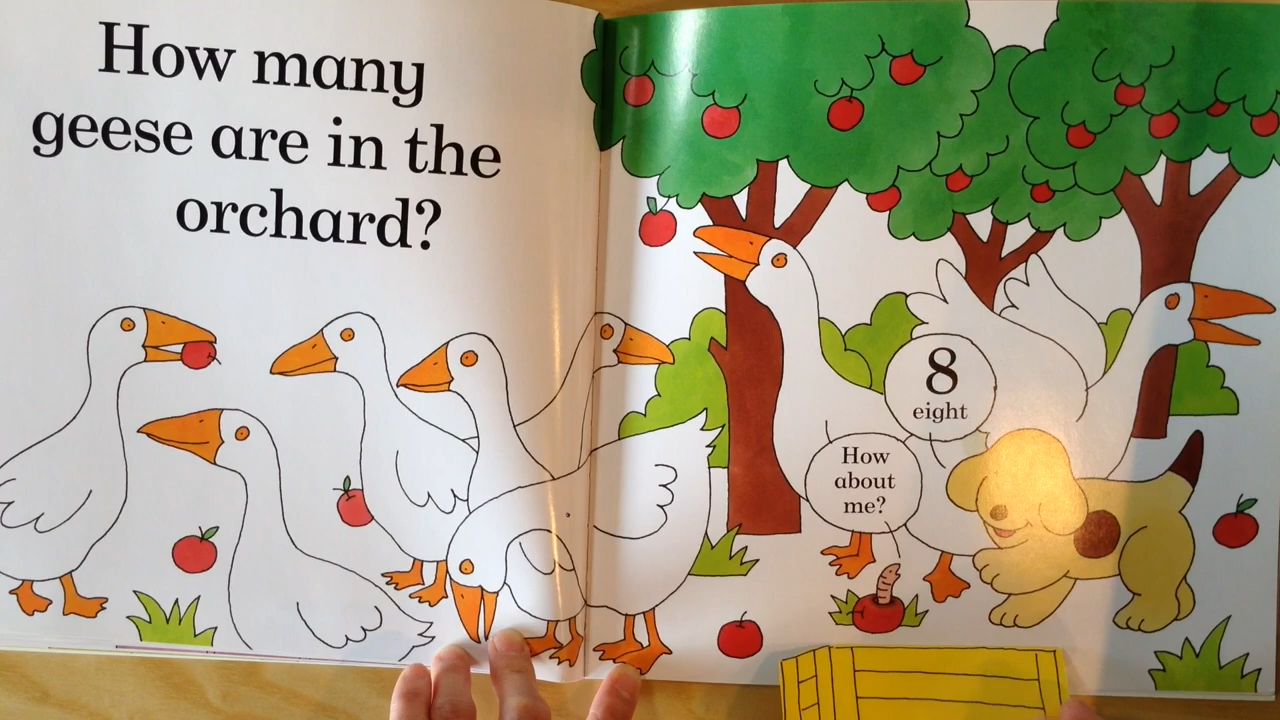 How many
geese are in the
orchard?
8
eight
How
about
me?